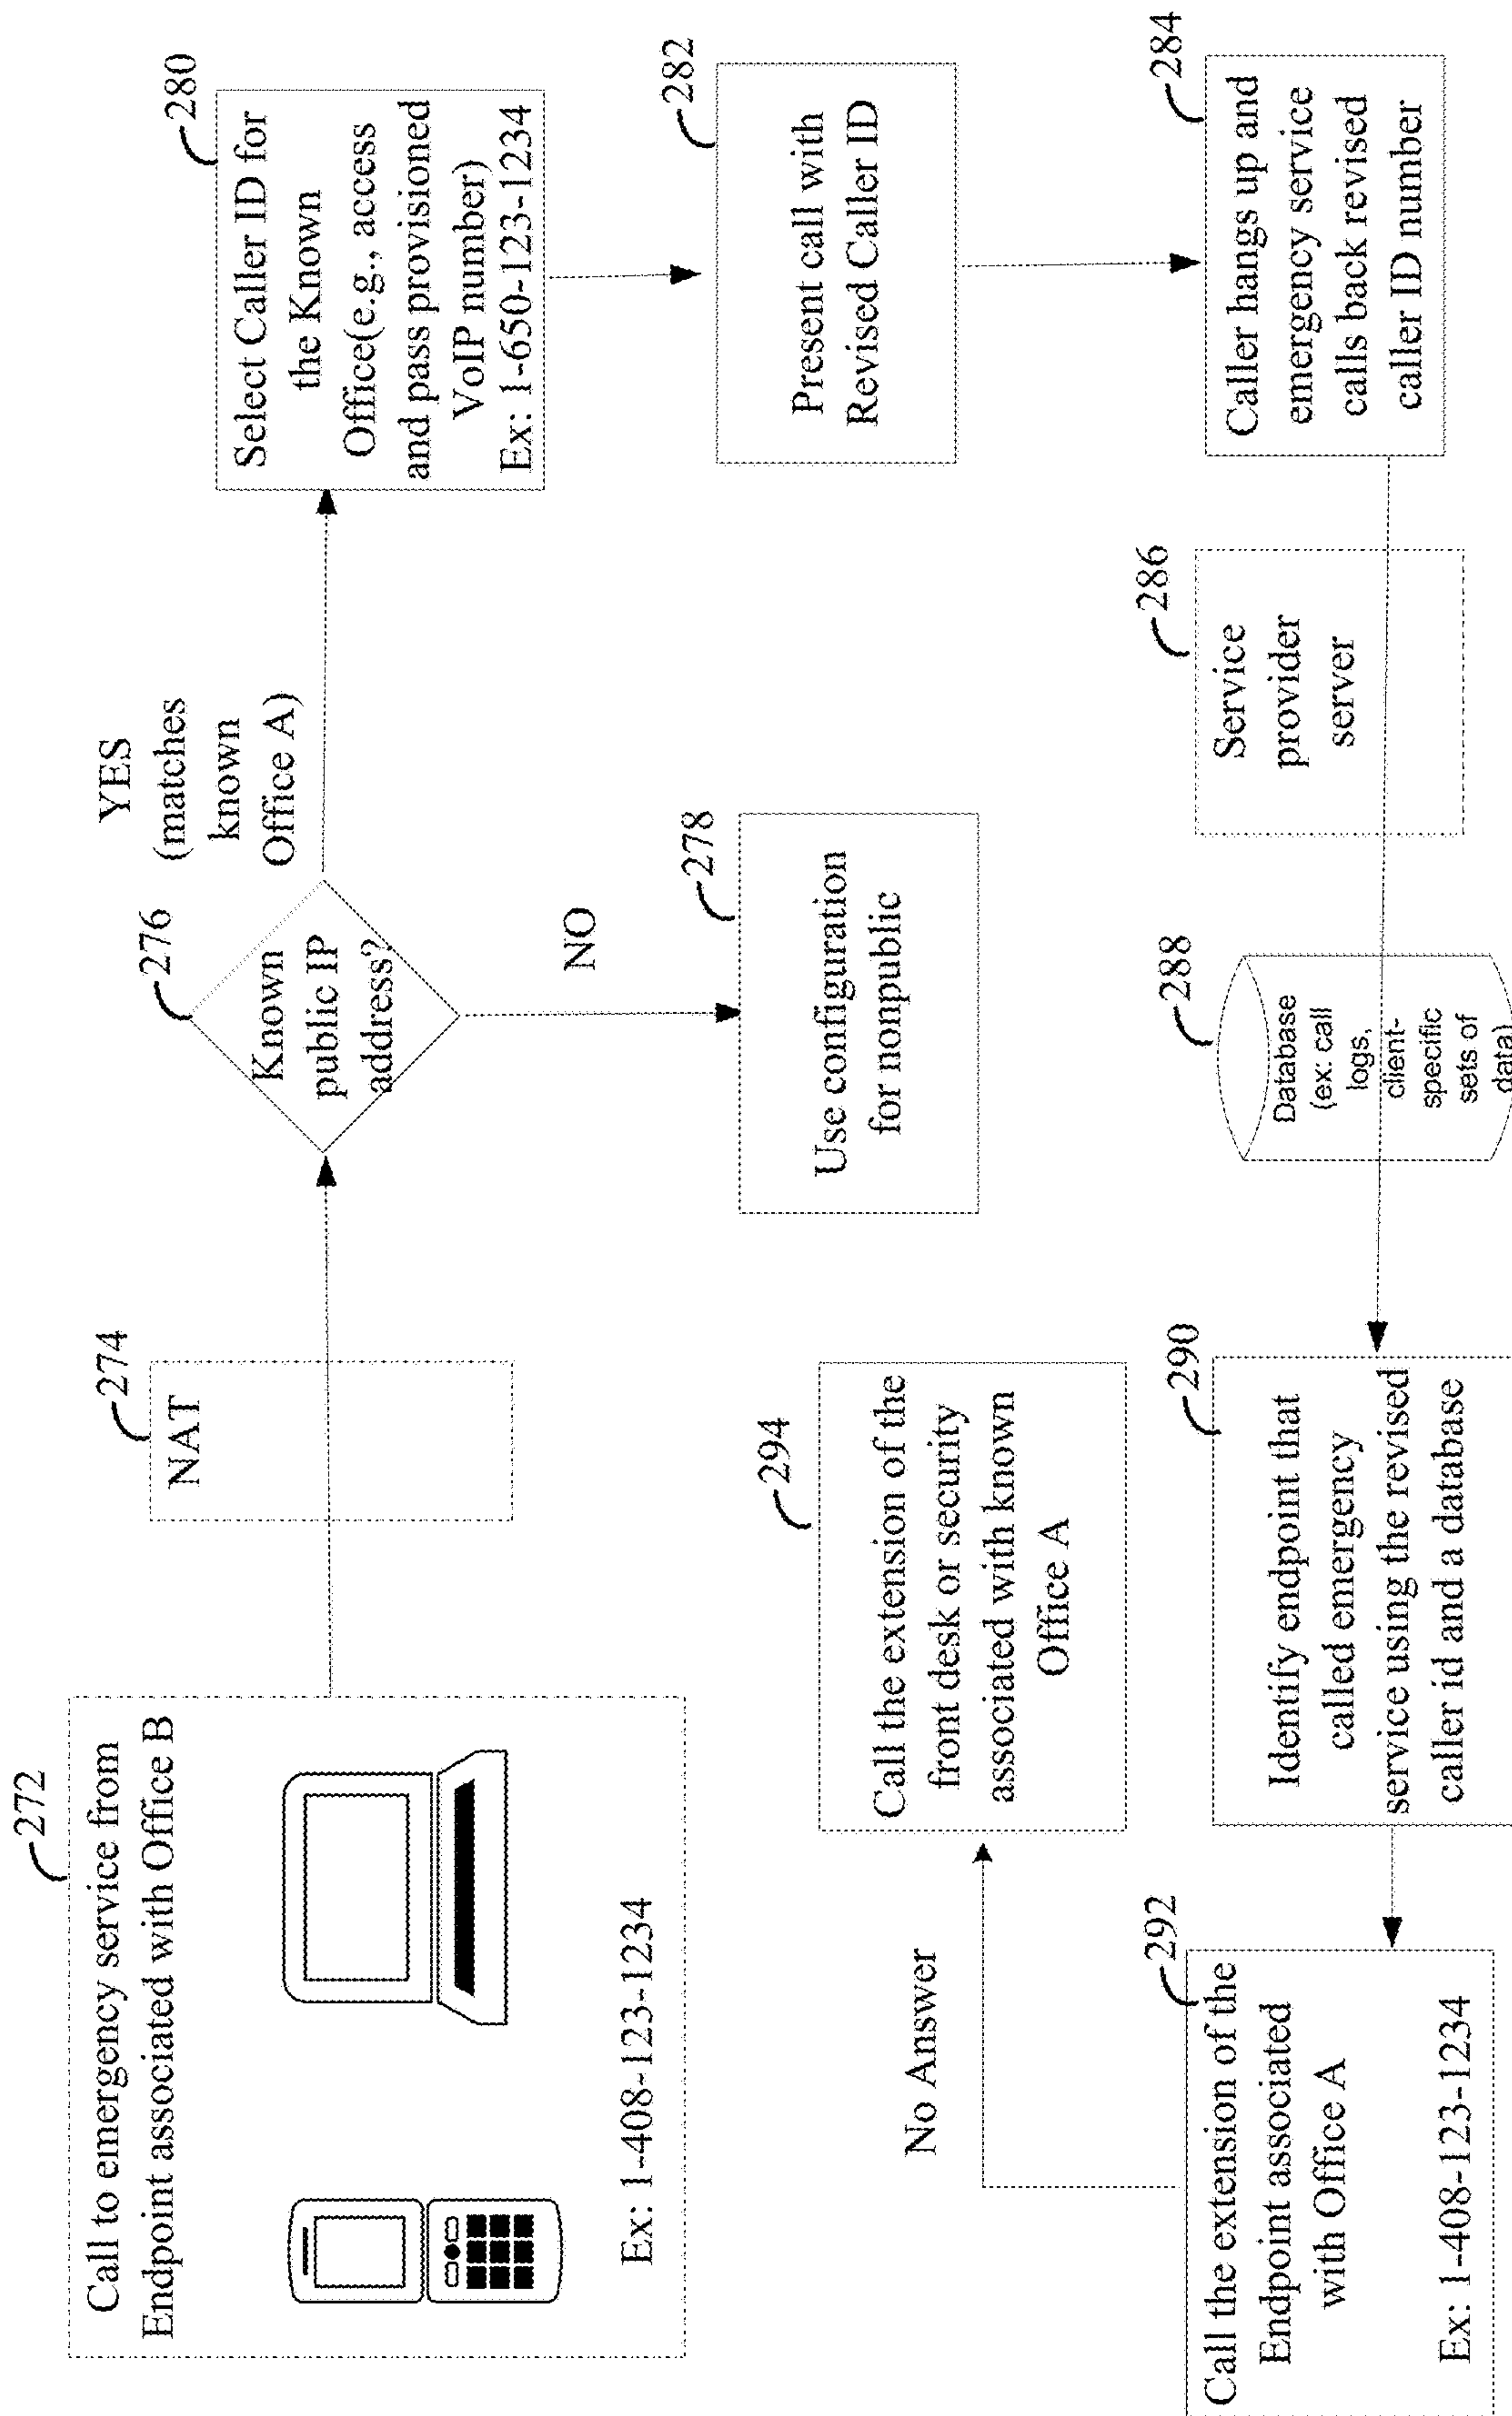 272
Call to emergency service from
Endpoint associated with Office B
Ex: 1-408-123-1234
274
NAT
276
Known
public IP
address?
YES
(matches
known
Office A)
NO
278
Use configuration
for nonpublic
280
Select Caller ID for
the Known
Office(e.g., access
and pass provisioned
VoIP number)
Ex: 1-650-123-1234
282
Present call with
Revised Caller ID
284
Caller hangs up and
emergency service
calls back revised
caller ID number
286
Service
provider
server
288
Database
(ex: call
logs,
client-
specific
sets of
data)
290
Identify endpoint that
called emergency
service using the revised
caller id and a database
292
Call the extension of the
Endpoint associated
with Office A
Ex: 1-408-123-1234
No Answer
294
Call the extension of the
front desk or security
associated with known
Office A